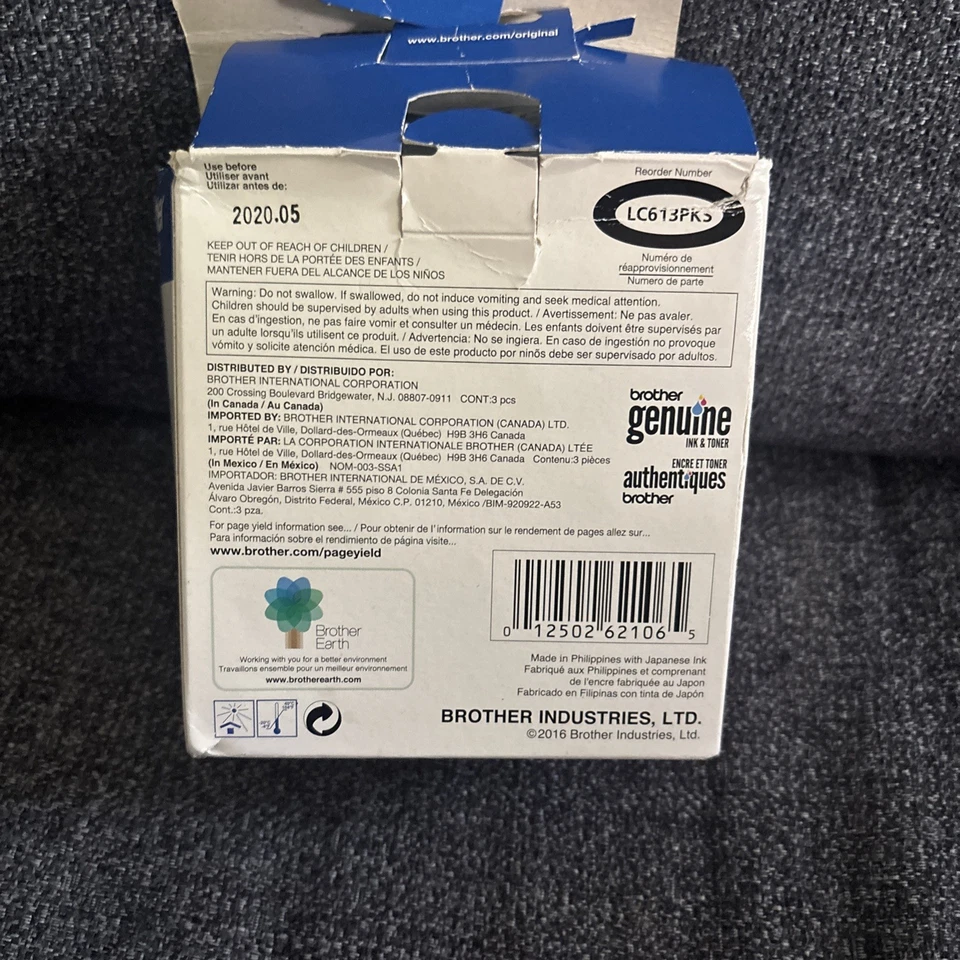 www.brother.com/original
Use before
Utiliser avant
Utilizar antes de:
2020.05
Reorder Number
LC613PKS
Numéro de
réapprovisionnement
Numero de parte
KEEP OUT OF REACH OF CHILDREN /
TENIR HORS DE LA PORTÉE DES ENFANTS /
MANTENER FUERA DEL ALCANCE DE LOS NIÑOS
Warning: Do not swallow. If swallowed, do not induce vomiting and seek medical attention.
Children should be supervised by adults when using this product. / Avertissement: Ne pas avaler.
En cas d'ingestion, ne pas faire vomir et consulter un médecin. Les enfants doivent être supervisés par
un adulte lorsqu'ils utilisent ce produit. / Advertencia: No se ingiera. En caso de ingestión no provoque
vómito y solicite atención médica. El uso de este producto por ninõs debe ser supervisado por adultos.
DISTRIBUTED BY / DISTRIBUIDO POR:
BROTHER INTERNATIONAL CORPORATION
200 Crossing Boulevard Bridgewater, N.J. 08807-0911 CONT:3 pcs
(In Canada / Au Canada)
IMPORTED BY: BROTHER INTERNATIONAL CORPORATION (CANADA) LTD.
1, rue Hôtel de Ville, Dollard-des-Ormeaux (Québec) H9B 3H6 Canada
IMPORTÉ PAR: LA CORPORATION INTERNATIONALE BROTHER (CANADA) LTÉE
1, rue Hôtel de Ville, Dollard-des-Ormeaux (Québec) H9B 3H6 Canada Contenu:3 pièces
(In Mexico / En México) NOM-003-SSA1
IMPORTADOR: BROTHER INTERNATIONAL DE MÉXICO, S.A. DE C.V.
Avenida Javier Barros Sierra # 555 piso 8 Colonia Santa Fe Delegación
Álvaro Obregón, Distrito Federal, México C.P. 01210, México /BIM-920922-A53
Cont.:3 pza.
brother
genuine
INK & TONER
ENCRE ET TONER
authentiques
brother
For page yield information see... / Pour obtenir de l'information sur le rendement de pages allez sur...
Para información sobre el rendimiento de página visite...
www.brother.com/pageyield
Brother
Earth
Working with you for a better environment
Travaillons ensemble pour un meilleur environnement
www.brotherearth.com
0 12502 62106 5
Made in Philippines with Japanese Ink
Fabriqué aux Philippines et comprenant
de l'encre fabriquée au Japon
Fabricado en Filipinas con tinta de Japón
BROTHER INDUSTRIES, LTD.
©2016 Brother Industries, Ltd.